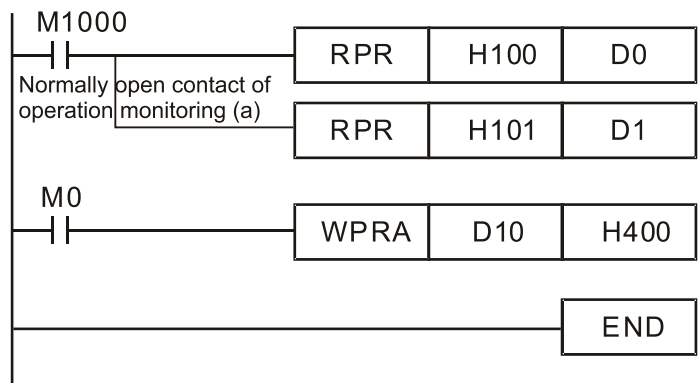 M1000
RPR H100 D0
Normally open contact of
operation monitoring (a)
RPR H101 D1
M0
WPRA D10 H400
END